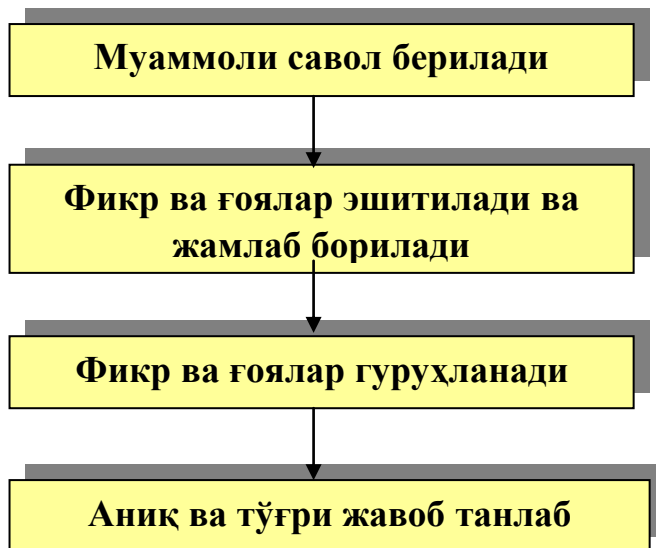 Муаммоли савол берилади
Фикр ва ғоялар эшитилади ва
жамлаб борилади
Фикр ва ғоялар гуруҳланади
Аниқ ва тўғри жавоб танлаб